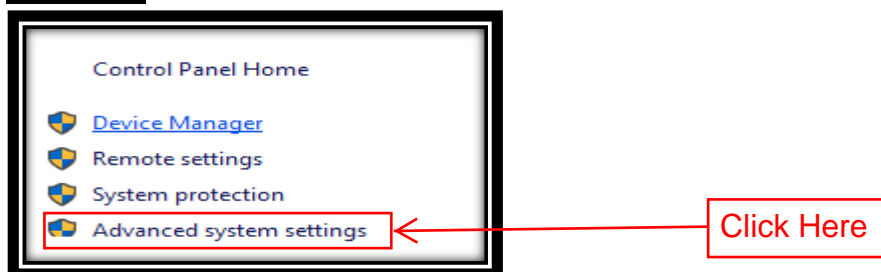 Control Panel Home
Device Manager
Remote settings
System protection
Advanced system settings
Click Here